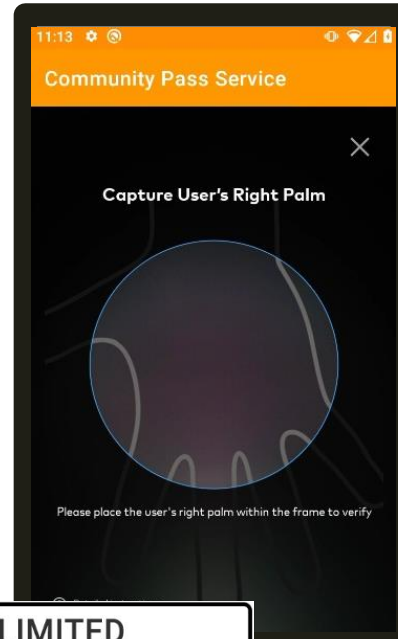 11:13
Community Pass Service
Capture User's Right Palm
Please place the user's right palm within the frame to verify
LIMITED